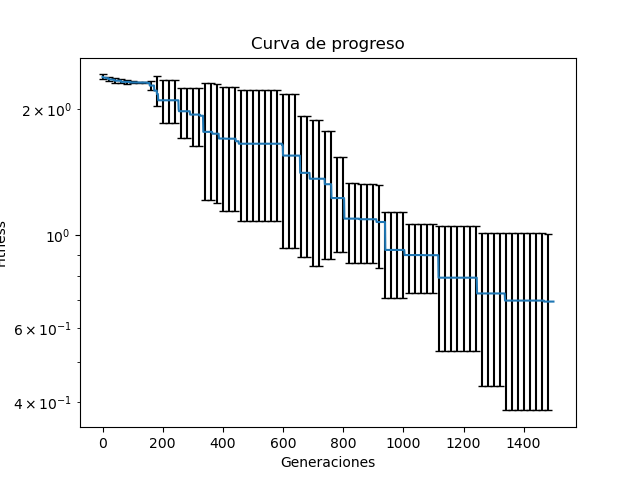 Curva de progreso
2 × 10⁰
10⁰
6 × 10⁻¹
4 × 10⁻¹
0 200 400 600 800 1000 1200 1400
Generaciones